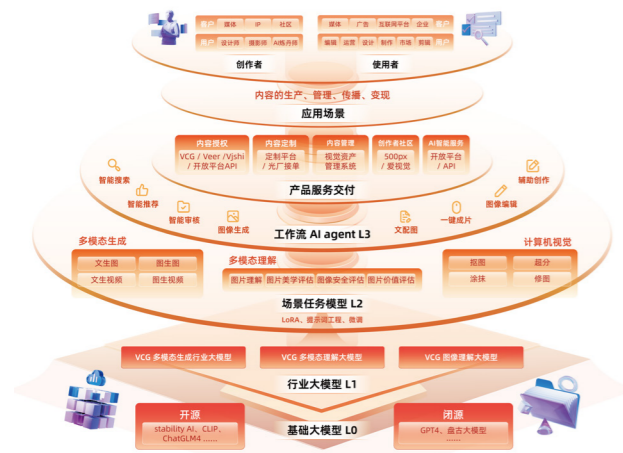 客户 媒体 IP 社区
媒体 广告 互联网平台 企业 客户
用户 设计师 摄影师 AI炼丹师
编辑 运营 设计 制作 市场 剪辑 用户
创作者
使用者
内容的生产、管理、传播、变现
应用场景
内容授权
VCG / Veer /Vjshi
/ 开放平台API
内容定制
定制平台
/ 光厂接单
内容管理
视觉资产
管理系统
创作者社区
500px
/ 爱视觉
AI智能服务
开放平台
/ API
产品服务交付
智能搜索
智能推荐
智能审核
图像生成
工作流 AI agent L3
文配图
一键成片
图像编辑
辅助创作
多模态生成
文生图 图生图
文生视频 图生视频
多模态理解
图片理解 图片美学评估 图像安全评估 图片价值评估
计算机视觉
抠图 超分
涂抹 修图
场景任务模型 L2
LoRA、提示词工程、微调
VCG 多模态生成行业大模型
VCG 多模态理解大模型
VCG 图像理解大模型
行业大模型 L1
开源
stability AI、CLIP、
ChatGLM4 ......
闭源
GPT4、盘古大模型
......
基础大模型 L0